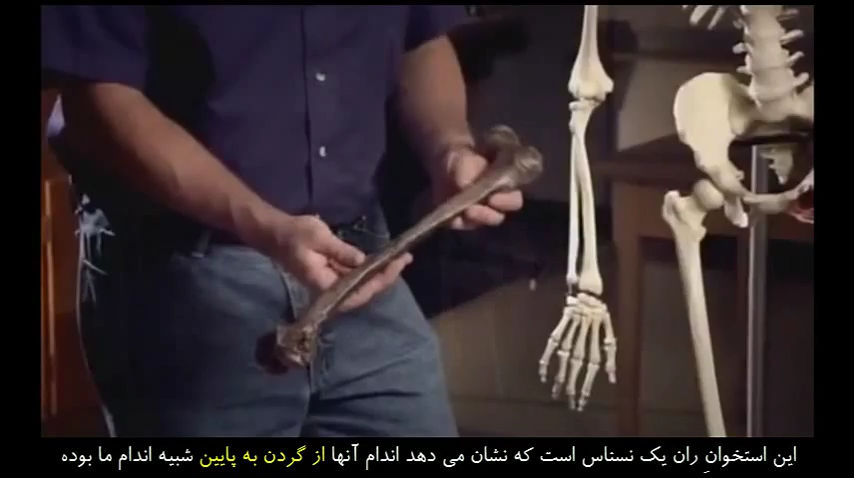 این استخوان ران یک نسناس است که نشان می دهد اندام آنها از گردن به پایین شبیه اندام ما بوده